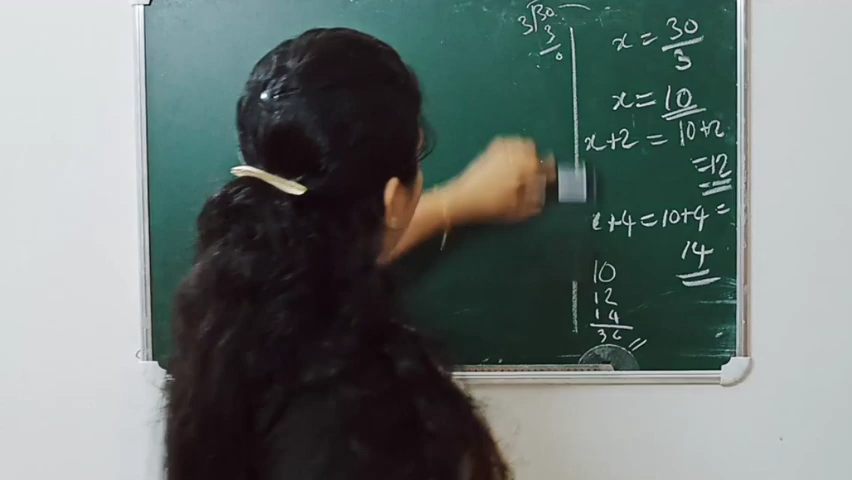 3)30
3
0
x = 30/3
x = 10
x+2 = 10+2
=12
x+4 = 10+4 =
14
10
12
14
36